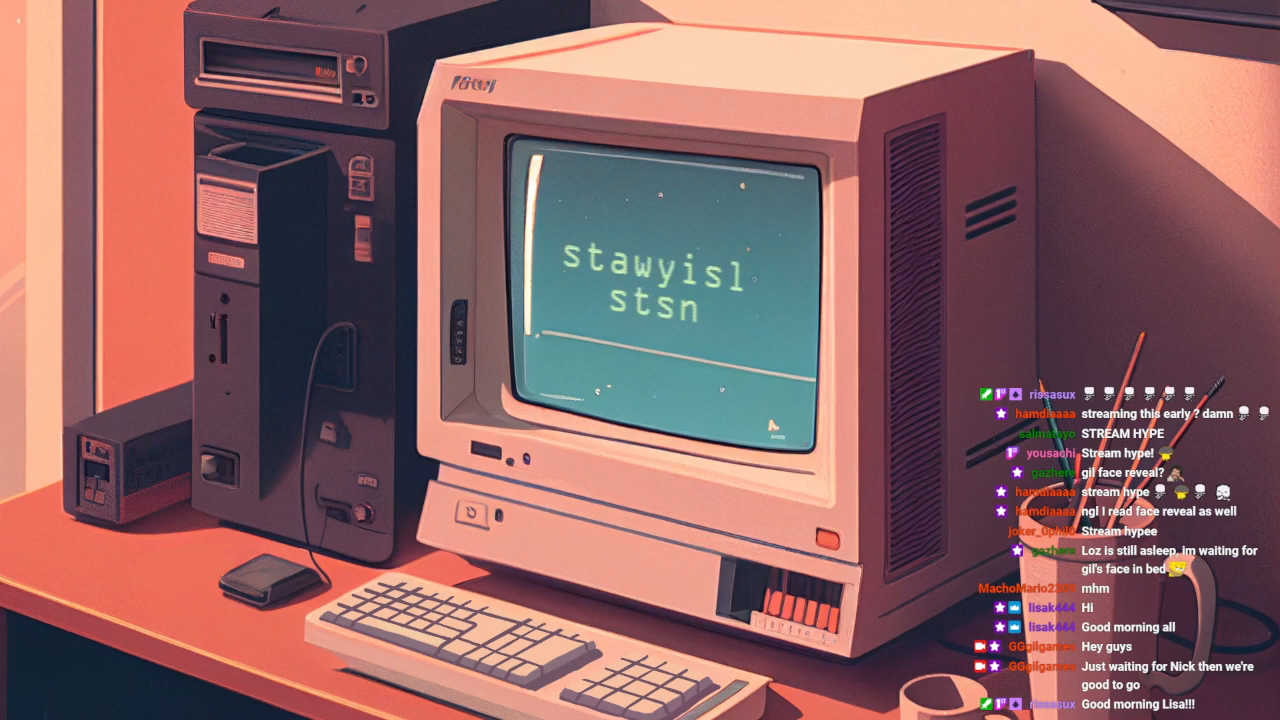 stawyisl
stsn
rissasux
hamdiaaaa streaming this early ? damn
salmatsyo STREAM HYPE
yousachi Stream hype!
gazhere gil face reveal?
hamdiaaaa stream hype
hamdiaaaa ngl I read face reveal as well
Stream hypee
gazhere Loz is still asleep, im waiting for
gil's face in bed
mhm
lisak444 Hi
lisak444 Good morning all
GGgilgames Hey guys
GGgilgames Just waiting for Nick then we're
good to go
rissasux Good morning Lisa!!!